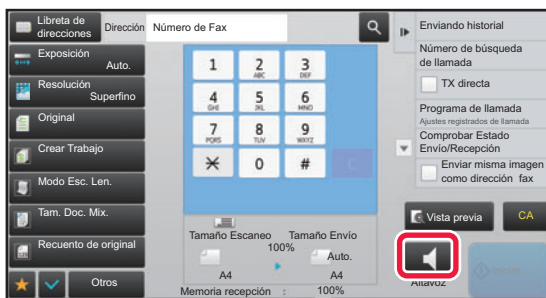 Libreta de
direcciones
Dirección
Número de Fax
Exposición
Auto.
Resolución
Superfino
Original
Crear Trabajo
Modo Esc. Len.
Tam. Doc. Mix.
Recuento de original
Otros
1
2
ABC
3
DEF
4
GHI
5
JKL
6
MNO
7
PQRS
8
TUV
9
WXYZ
0
#
C
Tamaño Escaneo
Tamaño Envío
100%
Auto.
A4
A4
Memoria recepción :
100%
Enviando historial
Número de búsqueda
de llamada
TX directa
Programa de llamada
Ajustes registrados de llamada
Comprobar Estado
Envío/Recepción
Enviar misma imagen
como dirección fax
Vista previa
CA
Altavoz
Iniciar